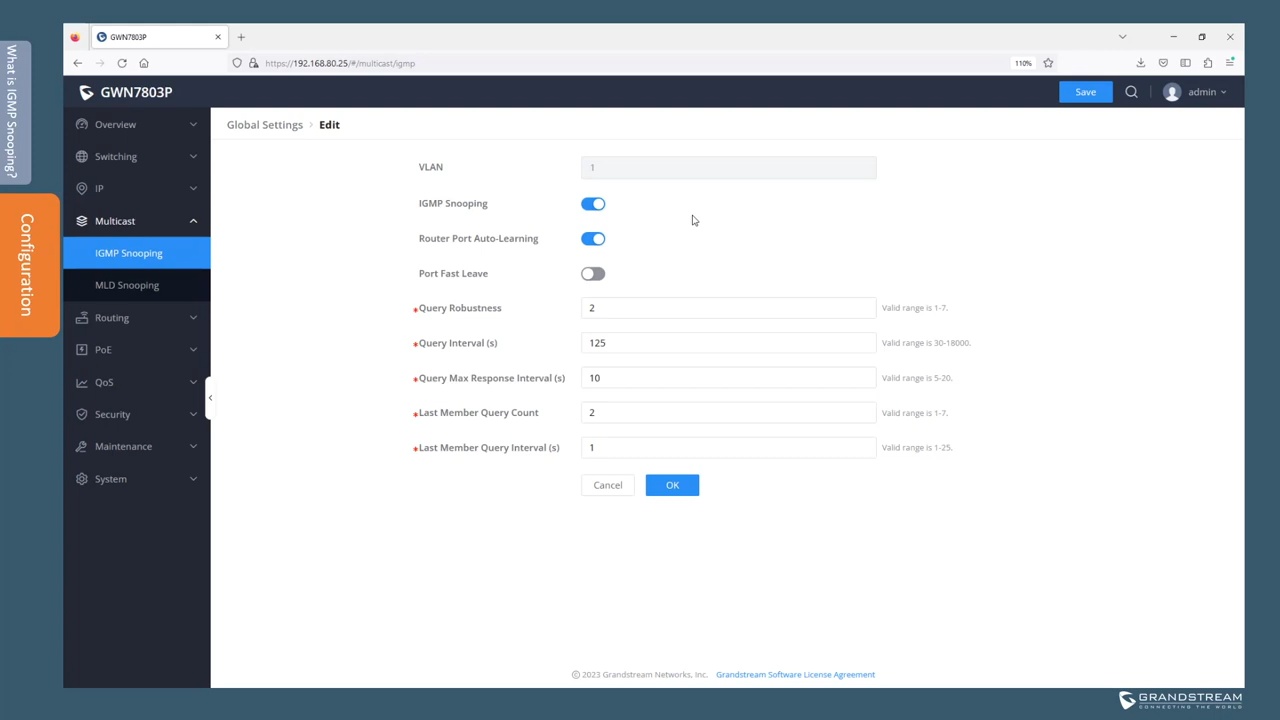 What is IGMP Snooping?
Configuration
GWN7803P
https://192.168.80.25/#/multicast/igmp
110%
GWN7803P
Save
admin
Overview
Switching
IP
Multicast
IGMP Snooping
MLD Snooping
Routing
PoE
QoS
Security
Maintenance
System
Global Settings > Edit
VLAN 1
IGMP Snooping
Router Port Auto-Learning
Port Fast Leave
*Query Robustness 2 Valid range is 1-7.
*Query Interval (s) 125 Valid range is 30-18000.
*Query Max Response Interval (s) 10 Valid range is 5-20.
*Last Member Query Count 2 Valid range is 1-7.
*Last Member Query Interval (s) 1 Valid range is 1-25.
Cancel OK
© 2023 Grandstream Networks, Inc. Grandstream Software License Agreement
GRANDSTREAM
CONNECTING THE WORLD